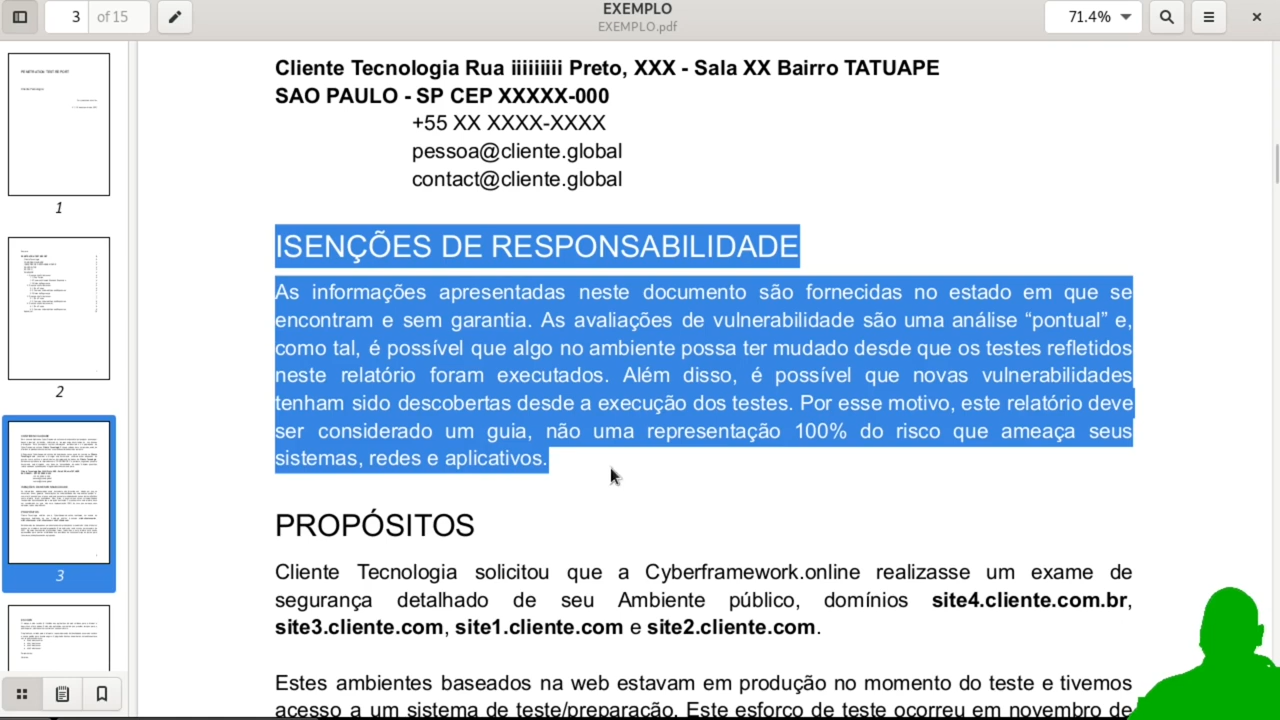 EXEMPLO
EXEMPLO.pdf
3 of 15
71.4%
1
2
3
Cliente Tecnologia Rua iiiiiiiii Preto, XXX - Sala XX Bairro TATUAPE
SAO PAULO - SP CEP XXXXX-000
+55 XX XXXX-XXXX
pessoa@cliente.global
contact@cliente.global
ISENÇÕES DE RESPONSABILIDADE
As informações apresentadas neste documento são fornecidas no estado em que se
encontram e sem garantia. As avaliações de vulnerabilidade são uma análise “pontual” e,
como tal, é possível que algo no ambiente possa ter mudado desde que os testes refletidos
neste relatório foram executados. Além disso, é possível que novas vulnerabilidades
tenham sido descobertas desde a execução dos testes. Por esse motivo, este relatório deve
ser considerado um guia, não uma representação 100% do risco que ameaça seus
sistemas, redes e aplicativos.
PROPÓSITOS
Cliente Tecnologia solicitou que a Cyberframework.online realizasse um exame de
segurança detalhado de seu Ambiente público, domínios site4.cliente.com.br,
site3.cliente.com, site1.cliente.com e site2.cliente.com.
Estes ambientes baseados na web estavam em produção no momento do teste e tivemos
acesso a um sistema de teste/preparação. Este esforço de teste ocorreu em novembro de